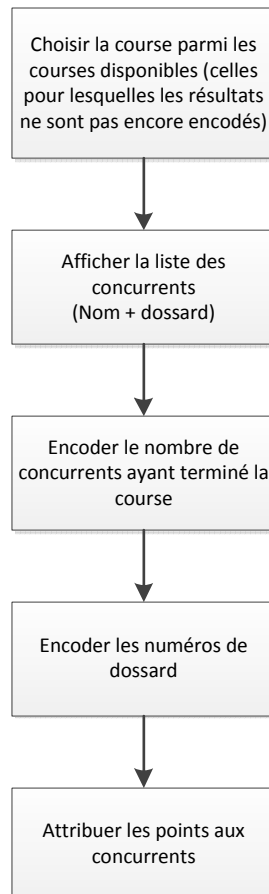 Choisir la course parmi les
courses disponibles (celles
pour lesquelles les résultats
ne sont pas encore encodés)
Afficher la liste des
concurrents
(Nom + dossard)
Encoder le nombre de
concurrents ayant terminé la
course
Encoder les numéros de
dossard
Attribuer les points aux
concurrents